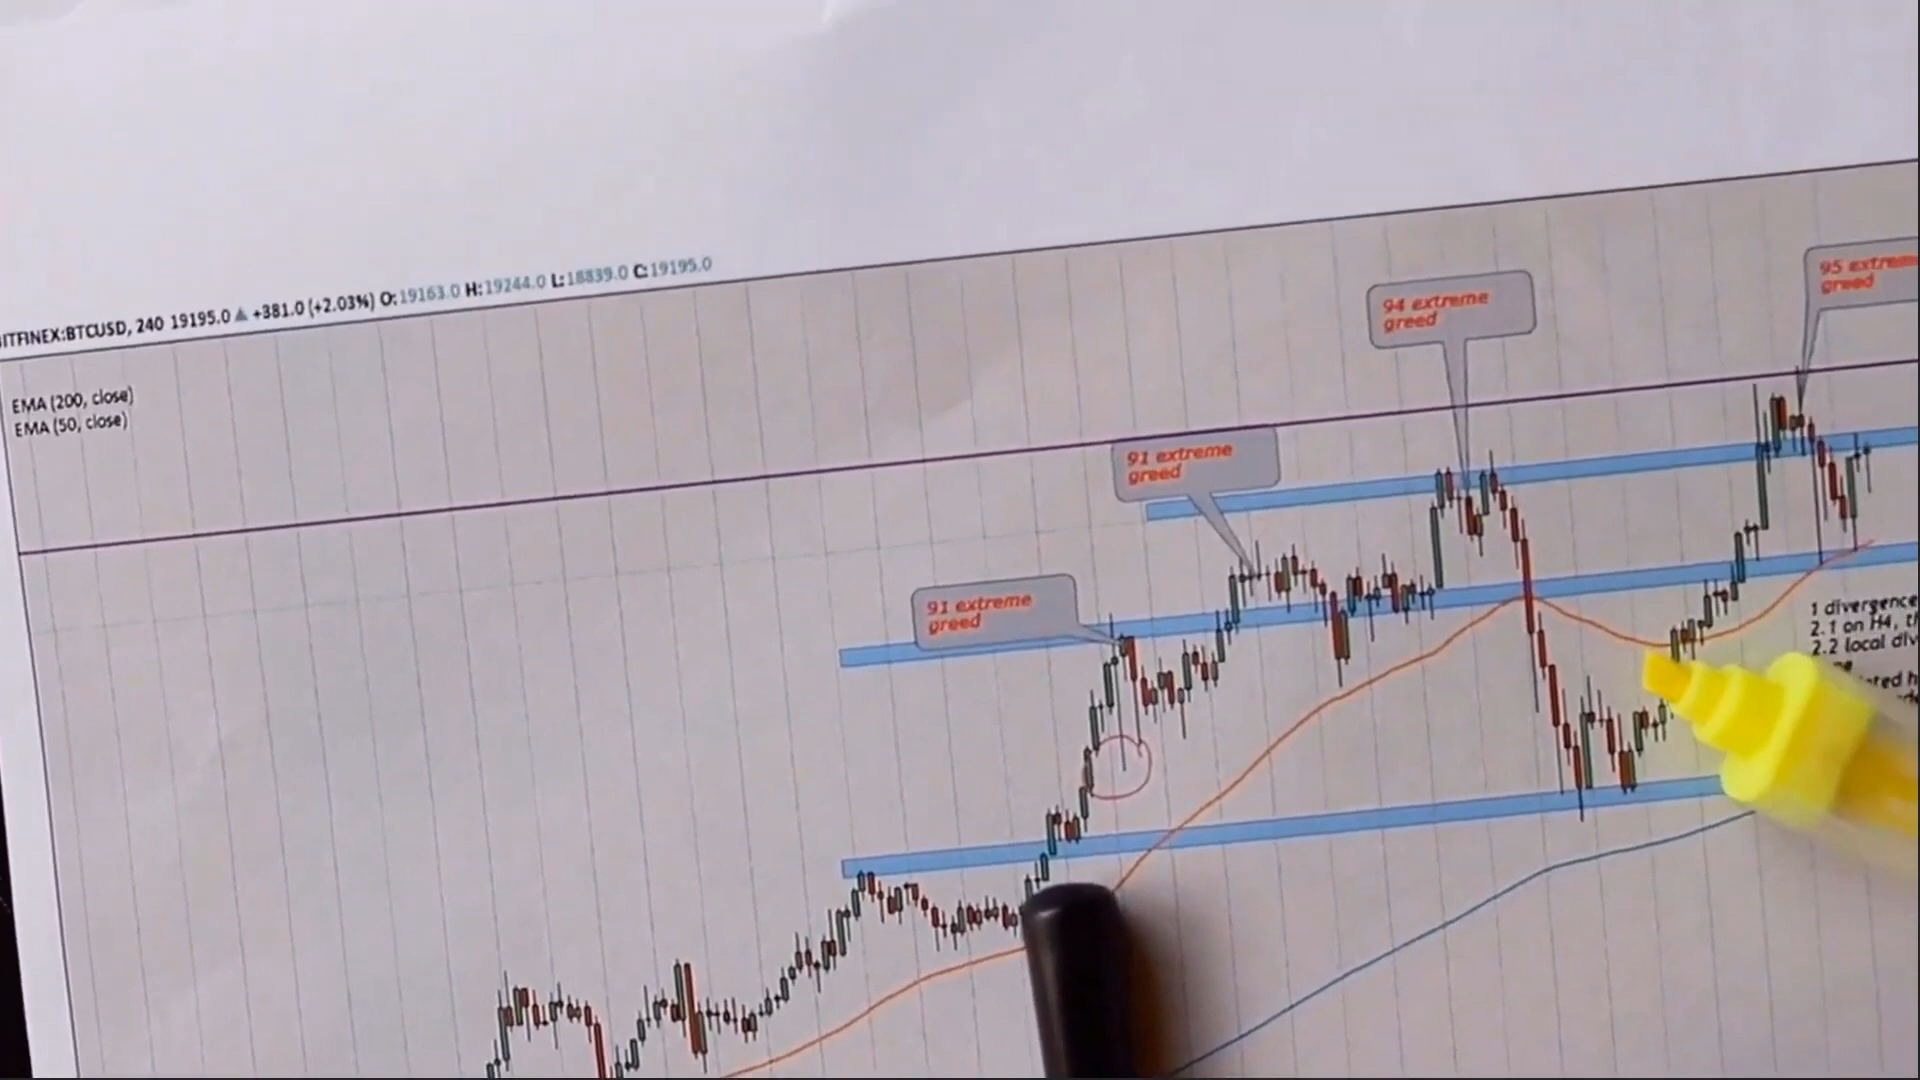 ITFINEX:BTCUSD, 240 19195.0 ▲ +381.0 (+2.03%) O:19163.0 H:19244.0 L:18839.0 C:19195.0
EMA (200, close)
EMA (50, close)
95 extreme
greed
94 extreme
greed
91 extreme
greed
91 extreme
greed
1 divergence
2.1 on H4,
2.2 local